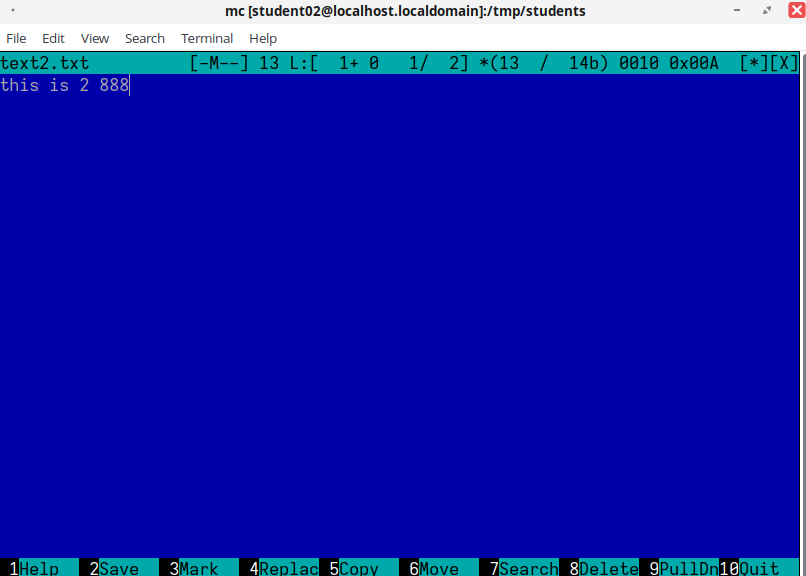 mc [student02@localhost.localdomain]:/tmp/students
File Edit View Search Terminal Help
text2.txt [-M--] 13 L:[ 1+ 0 1/ 2] *(13 / 14b) 0010 0x00A [*][X]
this is 2 888
1Help 2Save 3Mark 4Replac 5Copy 6Move 7Search 8Delete 9PullDn 10Quit